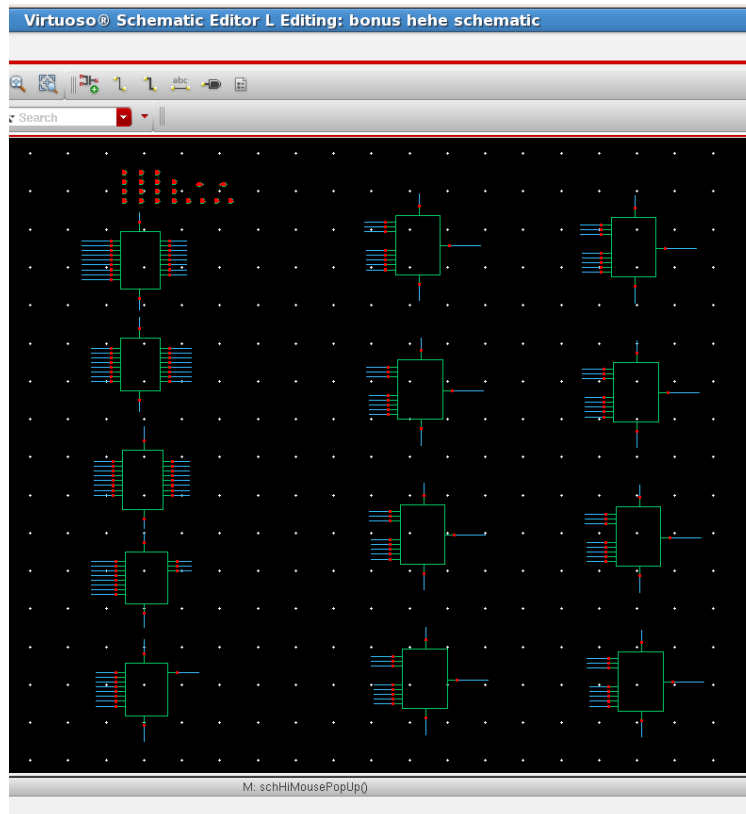 Virtuoso® Schematic Editor L Editing: bonus hehe schematic
abc
Search
M: schHiMousePopUp()